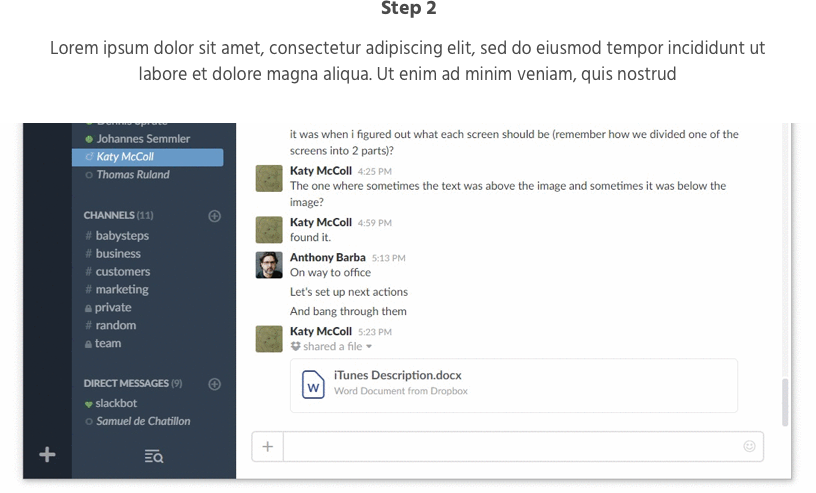 Step 2
Lorem ipsum dolor sit amet, consectetur adipiscing elit, sed do eiusmod tempor incididunt ut
labore et dolore magna aliqua. Ut enim ad minim veniam, quis nostrud
Johannes Semmler
Katy McColl
Thomas Ruland
CHANNELS (11)
# babysteps
# business
# customers
# marketing
private
# random
team
DIRECT MESSAGES (9)
slackbot
Samuel de Chatillon
it was when i figured out what each screen should be (remember how we divided one of the
screens into 2 parts)?
Katy McColl 4:25 PM
The one where sometimes the text was above the image and sometimes it was below the
image?
Katy McColl 4:59 PM
found it.
Anthony Barba 5:13 PM
On way to office
Let's set up next actions
And bang through them
Katy McColl 5:23 PM
shared a file
W
iTunes Description.docx
Word Document from Dropbox